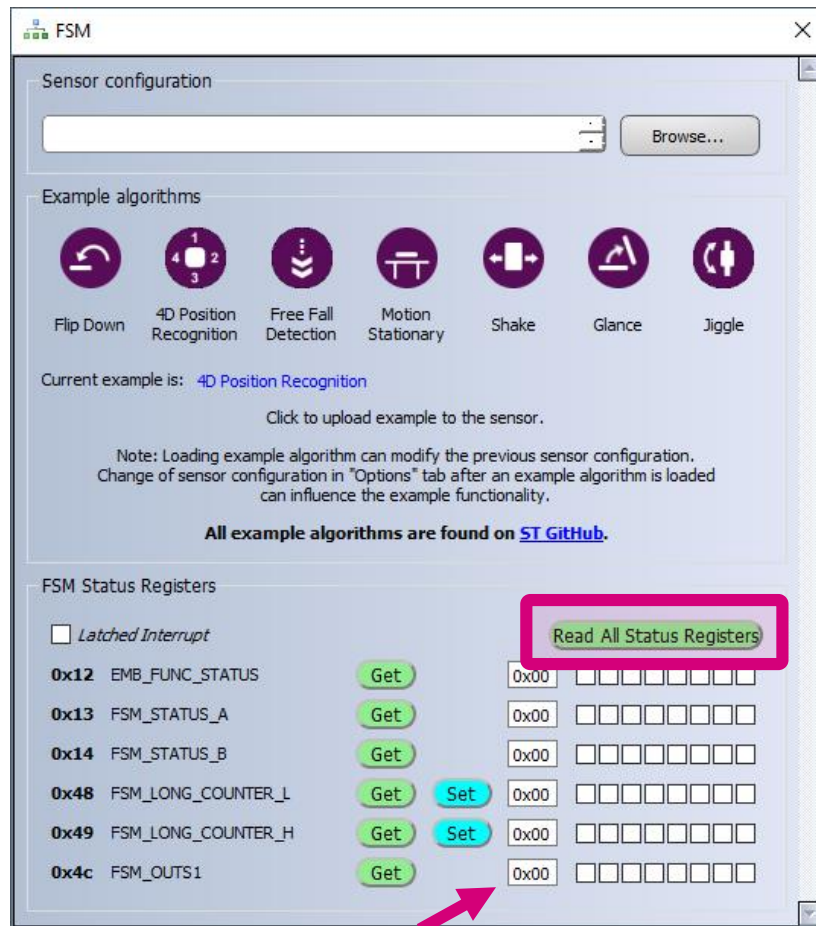 FSM
Sensor configuration
Browse...
Example algorithms
1
4 2
3
Flip Down
4D Position
Recognition
Free Fall
Detection
Motion
Stationary
Shake
Glance
Jiggle
Current example is: 4D Position Recognition
Click to upload example to the sensor.
Note: Loading example algorithm can modify the previous sensor configuration.
Change of sensor configuration in "Options" tab after an example algorithm is loaded
can influence the example functionality.
All example algorithms are found on ST GitHub.
FSM Status Registers
Latched Interrupt
Read All Status Registers
0x12 EMB_FUNC_STATUS Get 0x00
0x13 FSM_STATUS_A Get 0x00
0x14 FSM_STATUS_B Get 0x00
0x48 FSM_LONG_COUNTER_L Get Set 0x00
0x49 FSM_LONG_COUNTER_H Get Set 0x00
0x4c FSM_OUTS1 Get 0x00